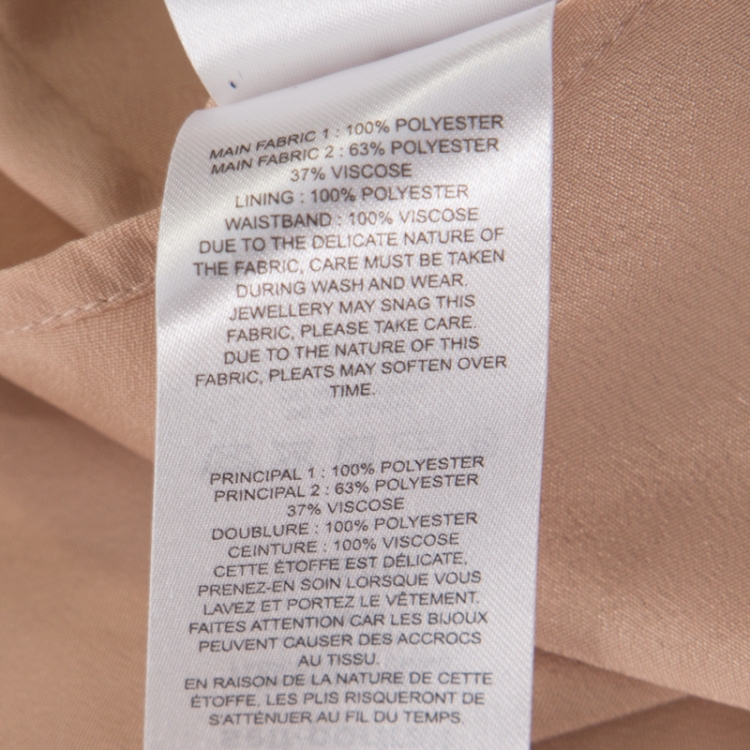 MAIN FABRIC 1 : 100% POLYESTER
MAIN FABRIC 2 : 63% POLYESTER
37% VISCOSE
LINING : 100% POLYESTER
WAISTBAND : 100% VISCOSE
DUE TO THE DELICATE NATURE OF
THE FABRIC, CARE MUST BE TAKEN
DURING WASH AND WEAR.
JEWELLERY MAY SNAG THIS
FABRIC, PLEASE TAKE CARE.
DUE TO THE NATURE OF THIS
FABRIC, PLEATS MAY SOFTEN OVER
TIME.
PRINCIPAL 1 : 100% POLYESTER
PRINCIPAL 2 : 63% POLYESTER
37% VISCOSE
DOUBLURE : 100% POLYESTER
CEINTURE : 100% VISCOSE
CETTE ÉTOFFE EST DÉLICATE,
PRENEZ-EN SOIN LORSQUE VOUS
LAVEZ ET PORTEZ LE VÊTEMENT.
FAITES ATTENTION CAR LES BIJOUX
PEUVENT CAUSER DES ACCROCS
AU TISSU.
EN RAISON DE LA NATURE DE CETTE
ÉTOFFE, LES PLIS RISQUERONT DE
S'ATTÉNUER AU FIL DU TEMPS.